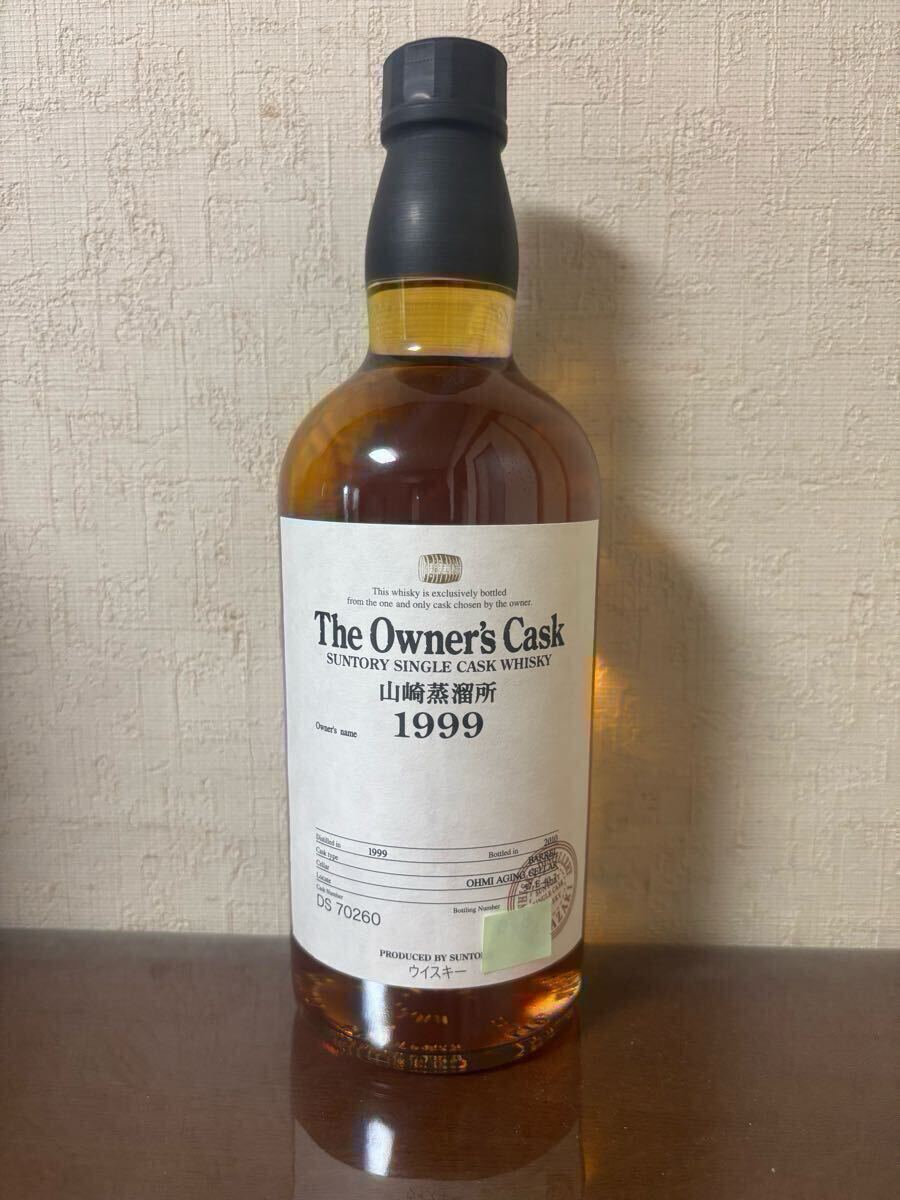 This whisky is exclusively bottled
from the one and only cask chosen by the owner.
The Owner's Cask
SUNTORY SINGLE CASK WHISKY
山崎蒸溜所
1999
Owner's name
Distilled in 1999 Bottled in 2010
Cask type BARREL
Cellar OHMI AGING CELLAR
Locate
Cask Number
DS 70260
Bottling Number
PRODUCED BY
ウイスキー